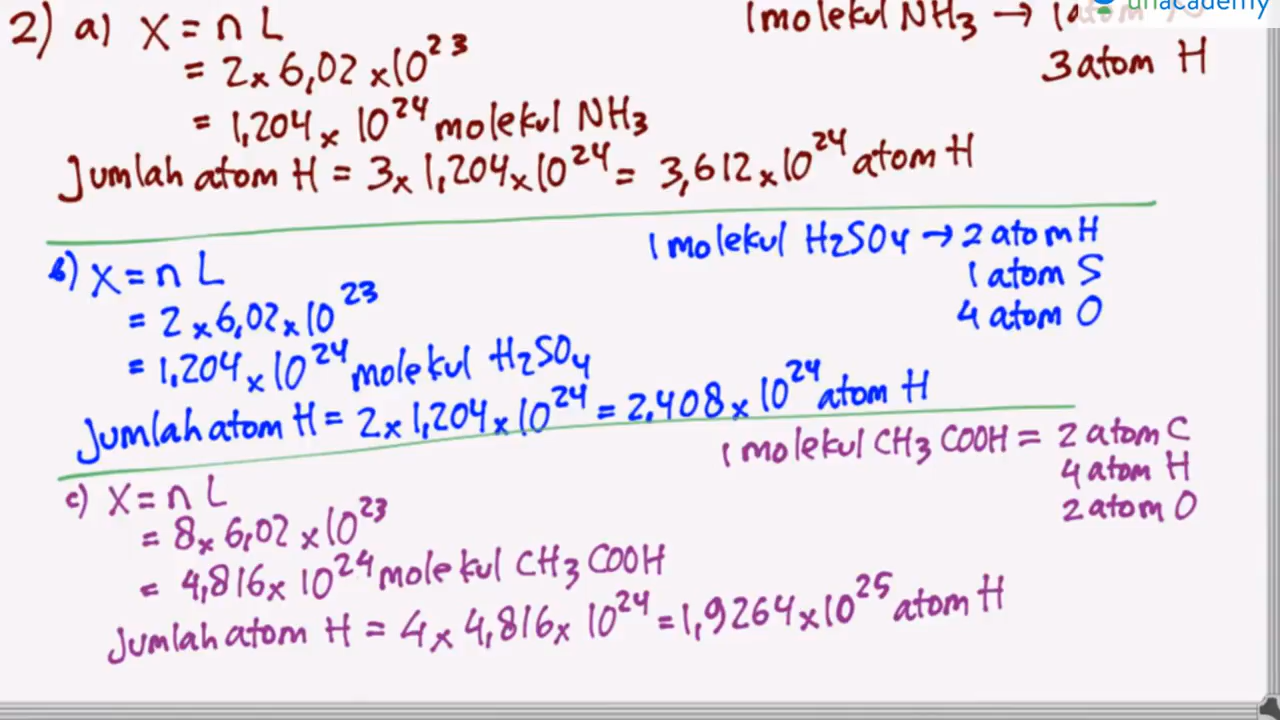 unacademy
2) a) X = n L
1 molekul NH3 → 1 atom
= 2 x 6,02 x 10^23
3 atom H
= 1,204 x 10^24 molekul NH3
Jumlah atom H = 3 x 1,204 x 10^24 = 3,612 x 10^24 atom H
b) X = n L
1 molekul H2SO4 → 2 atom H
1 atom S
= 2 x 6,02 x 10^23
4 atom O
= 1,204 x 10^24 molekul H2SO4
Jumlah atom H = 2 x 1,204 x 10^24 = 2,408 x 10^24 atom H
1 molekul CH3COOH = 2 atom C
4 atom H
2 atom O
c) X = n L
= 8 x 6,02 x 10^23
= 4,816 x 10^24 molekul CH3COOH
Jumlah atom H = 4 x 4,816 x 10^24 = 1,9264 x 10^25 atom H